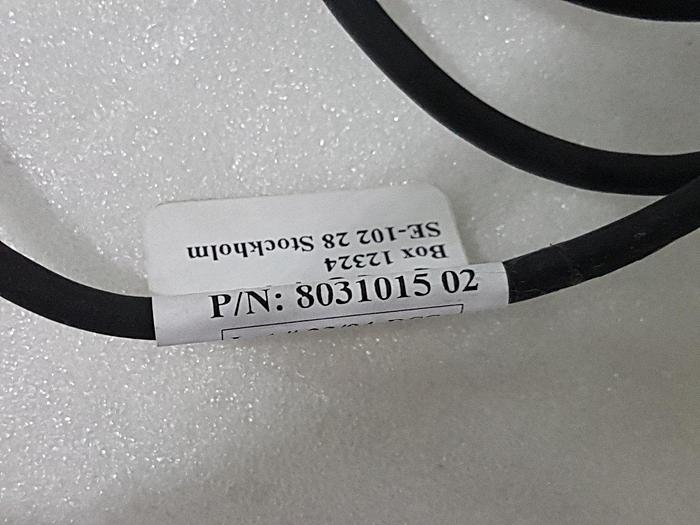 Box 12324
SE-102 28 Stockholm
P/N: 8031015 02